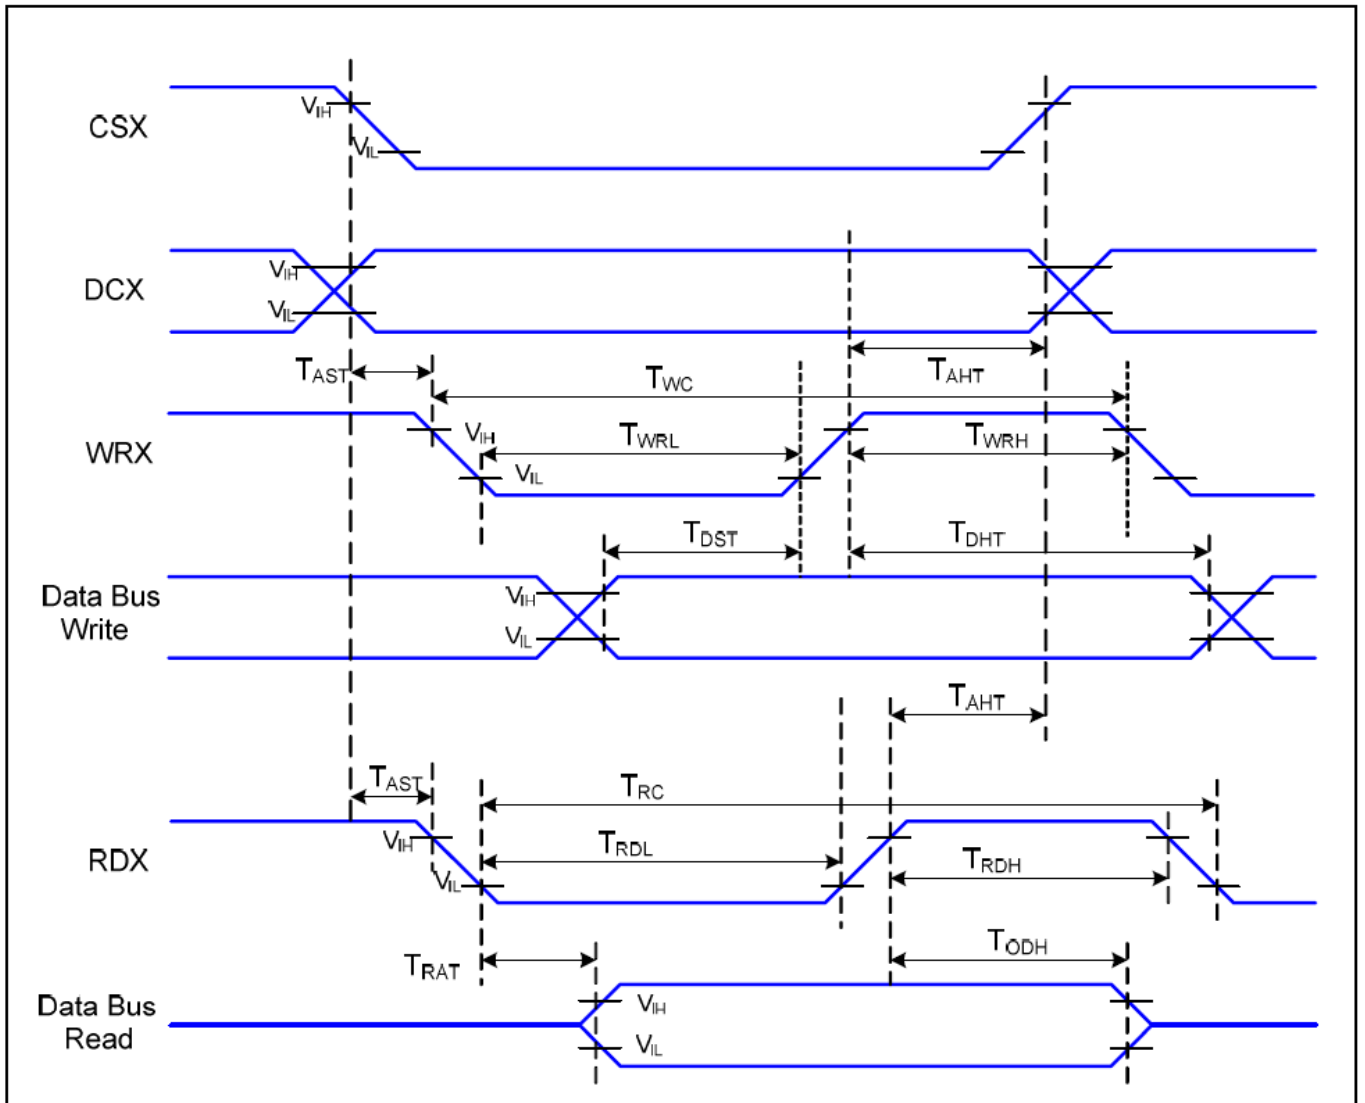 CSX
VIH
VIL
DCX
VIH
VIL
TAST
TWC
TAHT
WRX
VIH
VIL
TWRL
TWRH
TDST
TDHT
Data Bus
Write
VIH
VIL
TAHT
TAST
TRC
RDX
VIH
VIL
TRDL
TRDH
TRAT
TODH
Data Bus
Read
VIH
VIL